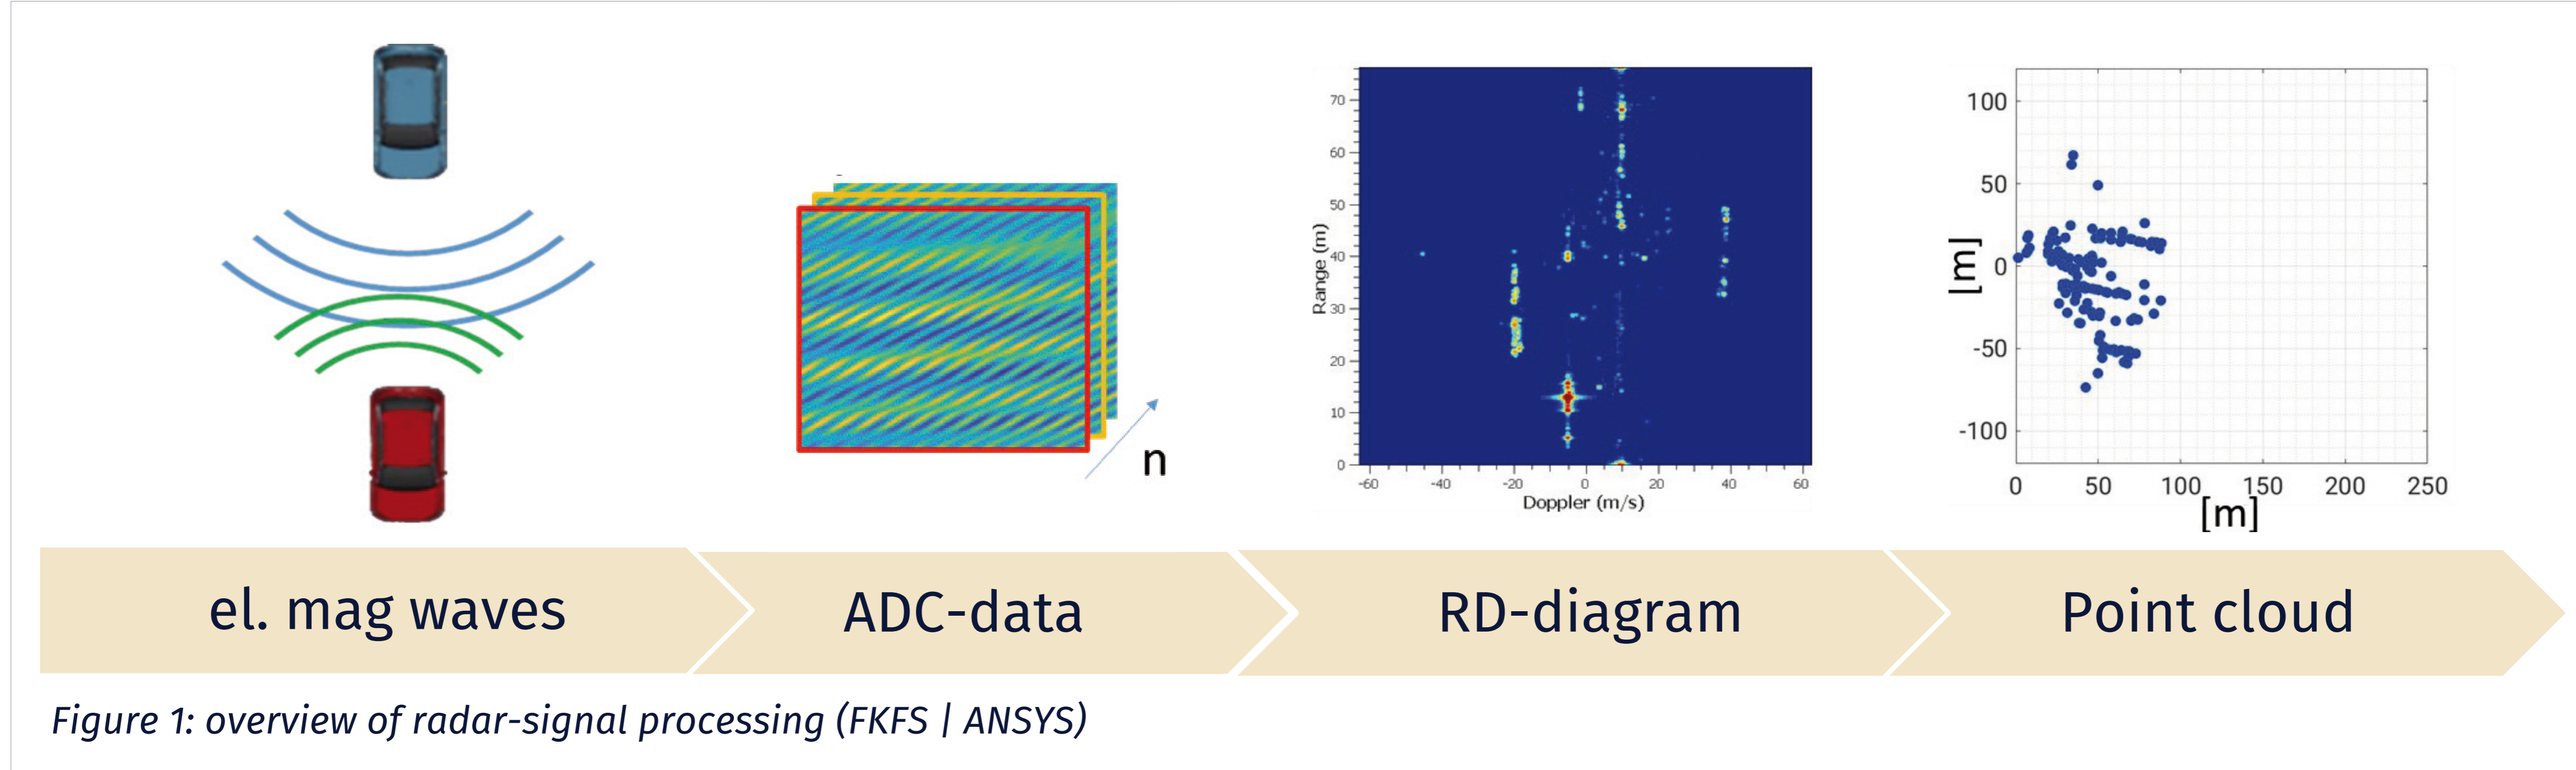 n
70
60
50
40
30
20
10
0
Range (m)
-60 -40 -20 0 20 40 60
Doppler (m/s)
100
50
0
-50
-100
[m]
0 50 100 150 200 250
[m]
el. mag waves
ADC-data
RD-diagram
Point cloud
Figure 1: overview of radar-signal processing (FKFS | ANSYS)